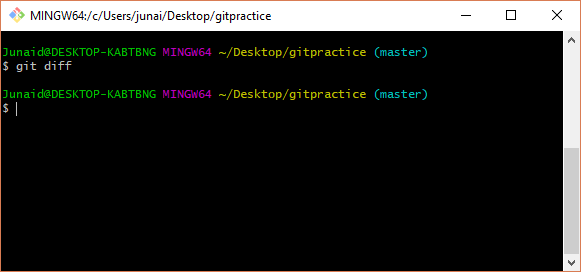 MINGW64:/c/Users/junai/Desktop/gitpractice
Junaid@DESKTOP-KABTBNG MINGW64 ~/Desktop/gitpractice (master)
$ git diff
Junaid@DESKTOP-KABTBNG MINGW64 ~/Desktop/gitpractice (master)
$